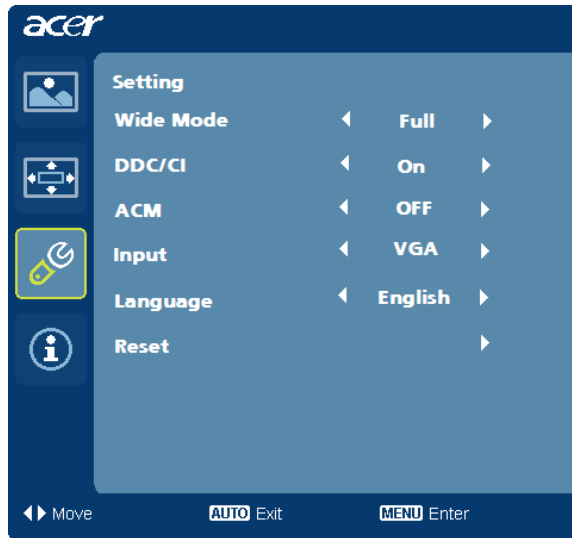 acer
Setting
Wide Mode Full
DDC/CI On
ACM OFF
Input VGA
Language English
Reset
Move AUTO Exit MENU Enter